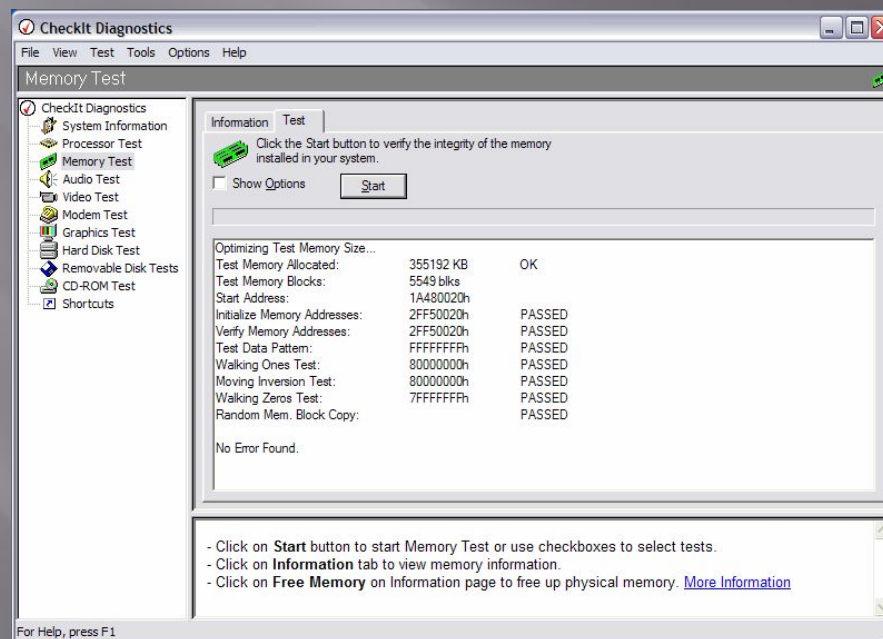 CheckIt Diagnostics
File View Test Tools Options Help
Memory Test
CheckIt Diagnostics
System Information
Processor Test
Memory Test
Audio Test
Video Test
Modem Test
Graphics Test
Hard Disk Test
Removable Disk Tests
CD-ROM Test
Shortcuts
Information Test
Click the Start button to verify the integrity of the memory
installed in your system.
Show Options Start
Optimizing Test Memory Size...
Test Memory Allocated: 355192 KB OK
Test Memory Blocks: 5549 blks
Start Address: 1A480020h
Initialize Memory Addresses: 2FF50020h PASSED
Verify Memory Addresses: 2FF50020h PASSED
Test Data Pattern: FFFFFFFFh PASSED
Walking Ones Test: 80000000h PASSED
Moving Inversion Test: 80000000h PASSED
Walking Zeros Test: 7FFFFFFFh PASSED
Random Mem. Block Copy: PASSED
No Error Found.
- Click on Start button to start Memory Test or use checkboxes to select tests.
- Click on Information tab to view memory information.
- Click on Free Memory on Information page to free up physical memory. More Information
For Help, press F1